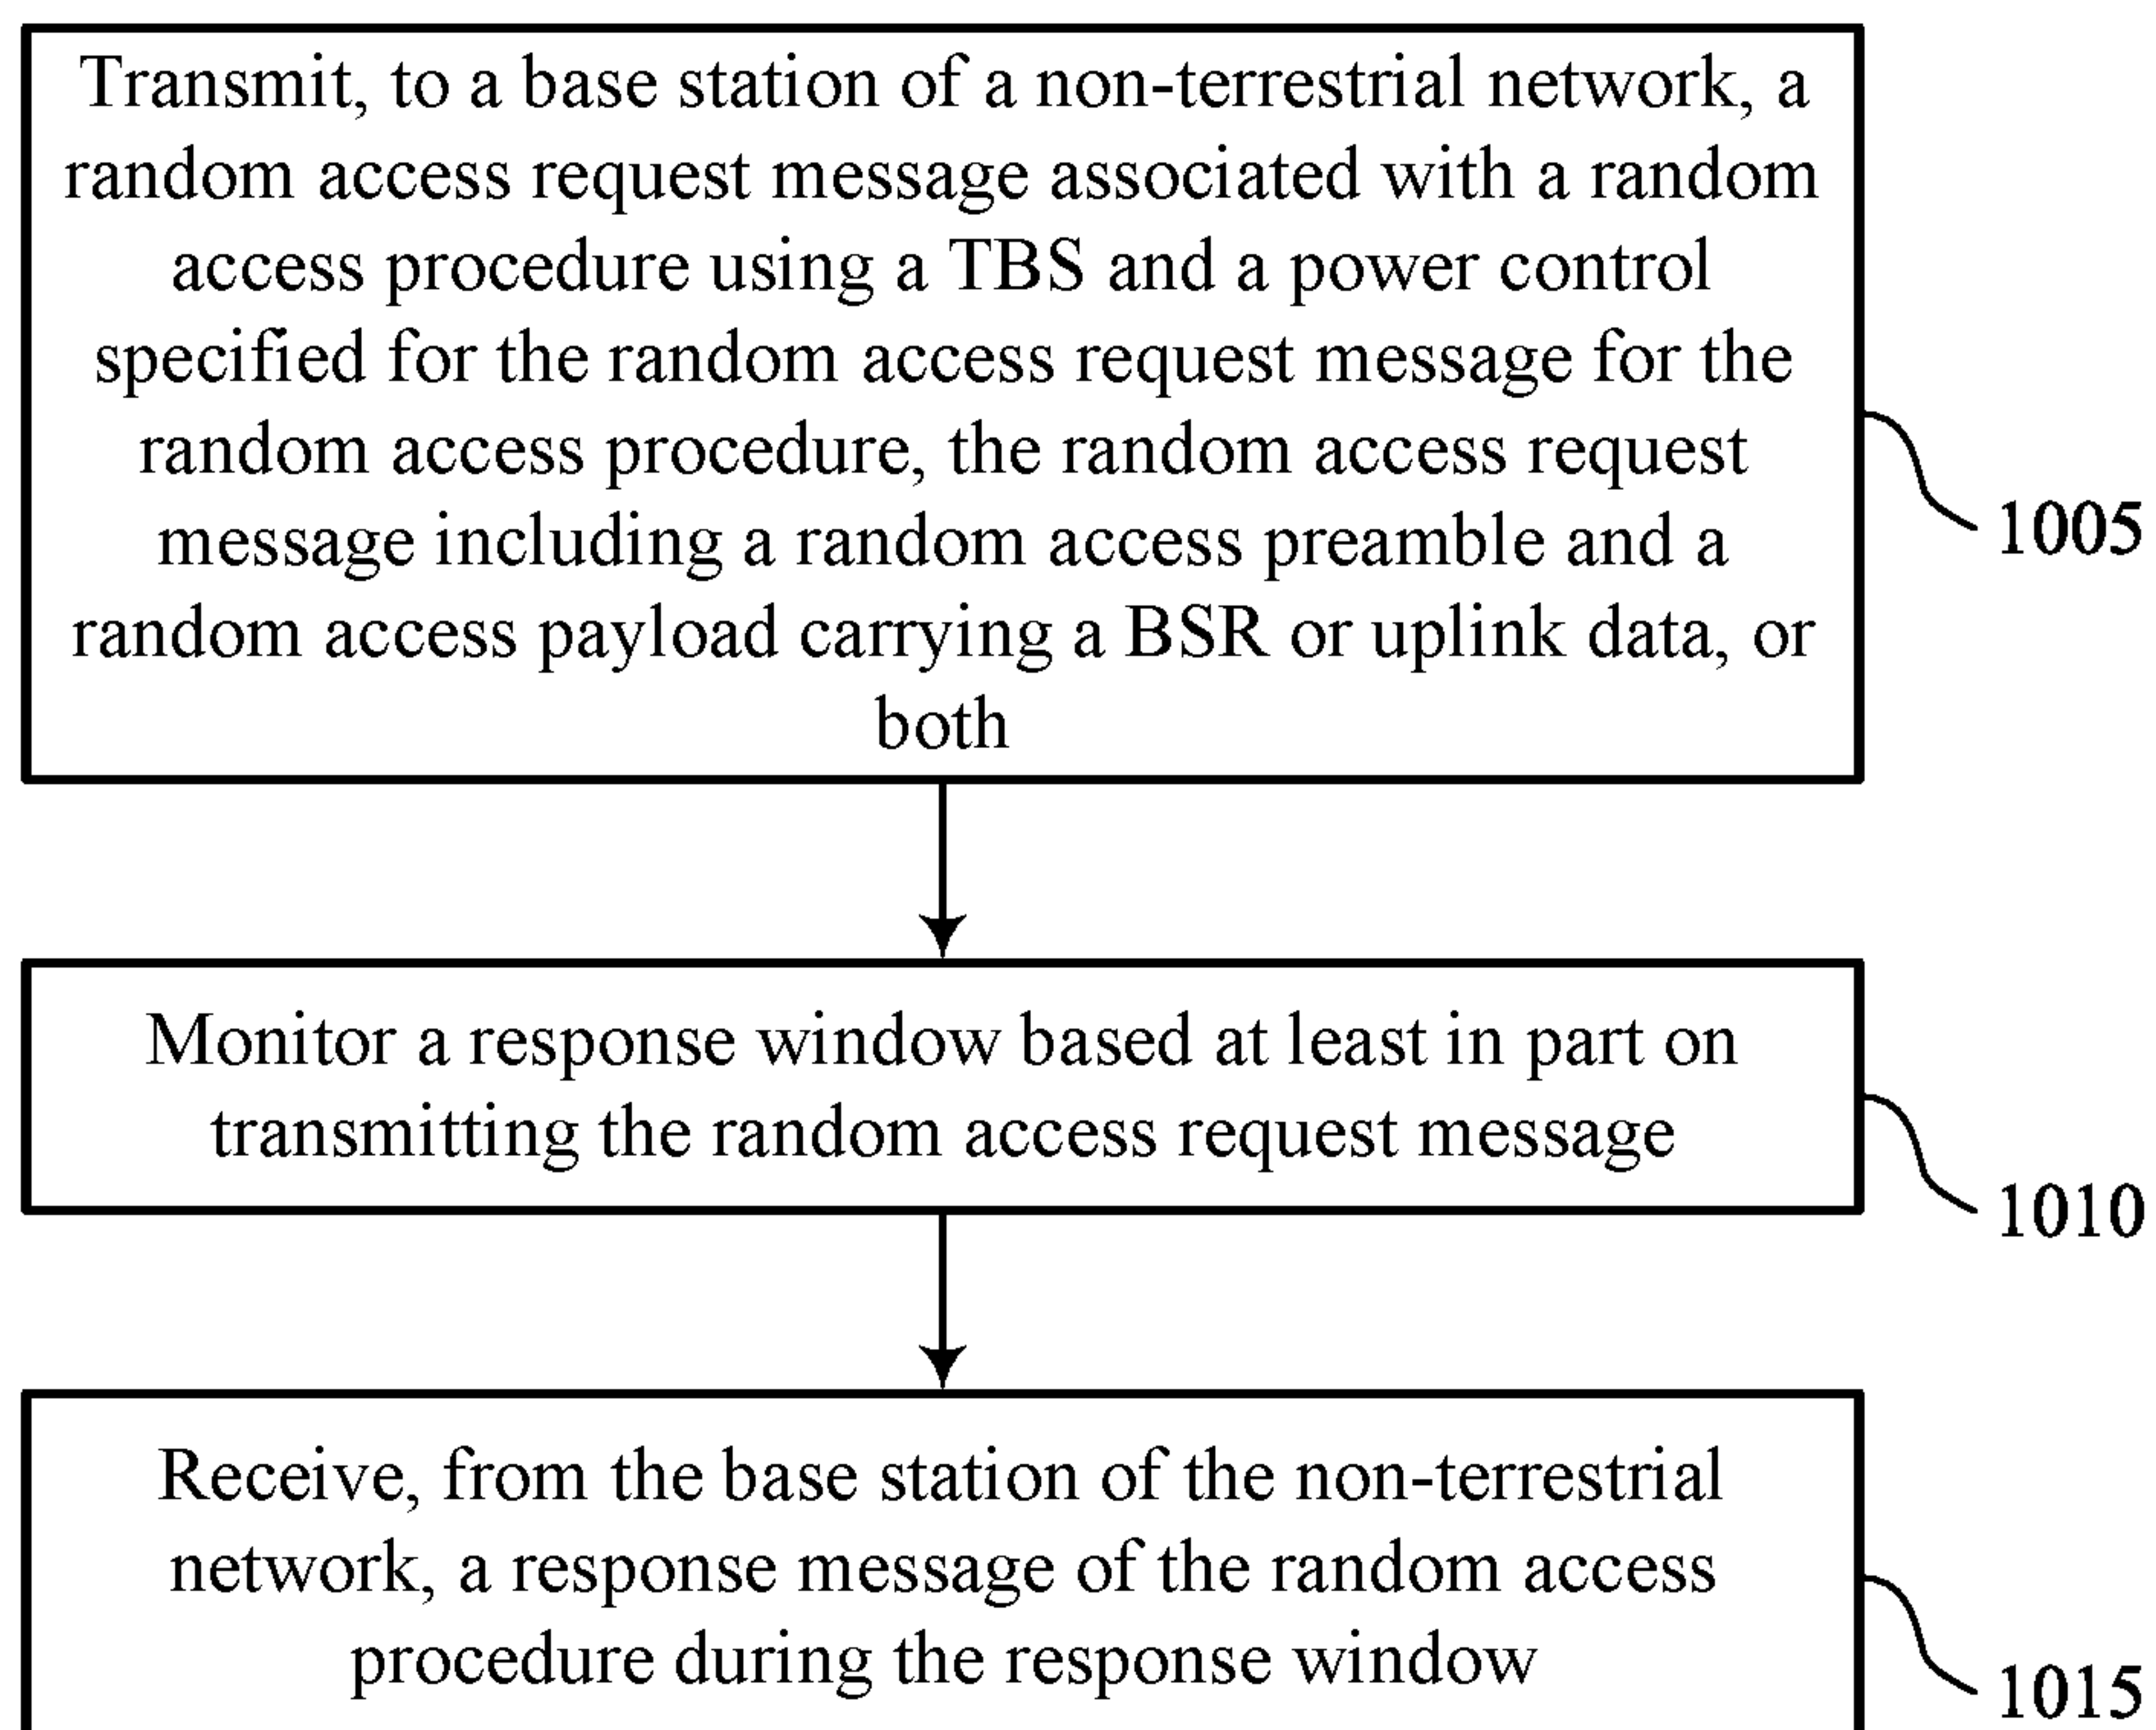 Transmit, to a base station of a non-terrestrial network, a
random access request message associated with a random
access procedure using a TBS and a power control
specified for the random access request message for the
random access procedure, the random access request
message including a random access preamble and a
random access payload carrying a BSR or uplink data, or
both
1005
Monitor a response window based at least in part on
transmitting the random access request message
1010
Receive, from the base station of the non-terrestrial
network, a response message of the random access
procedure during the response window
1015